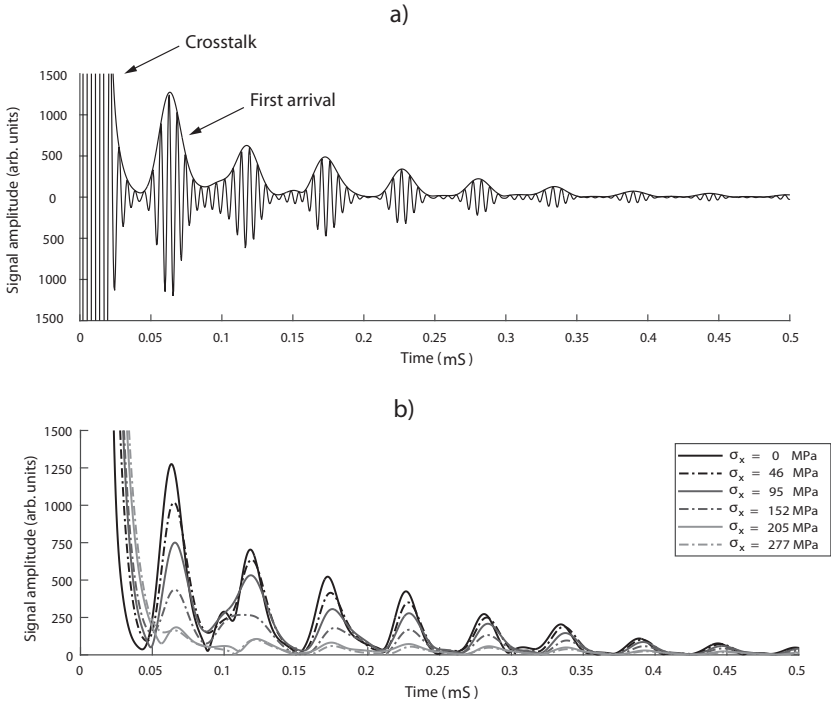 a)
Crosstalk
First arrival
Signal amplitude (arb. units)
1500
1000
500
0
500
1000
1500
0 0.05 0.1 0.15 0.2 0.25 0.3 0.35 0.4 0.45 0.5
Time (mS)
b)
Signal amplitude (arb. units)
1500
1250
1000
750
500
250
0
σx = 0 MPa
σx = 46 MPa
σx = 95 MPa
σx = 152 MPa
σx = 205 MPa
σx = 277 MPa
0 0.05 0.1 0.15 0.2 0.25 0.3 0.35 0.4 0.45 0.5
Time (mS)